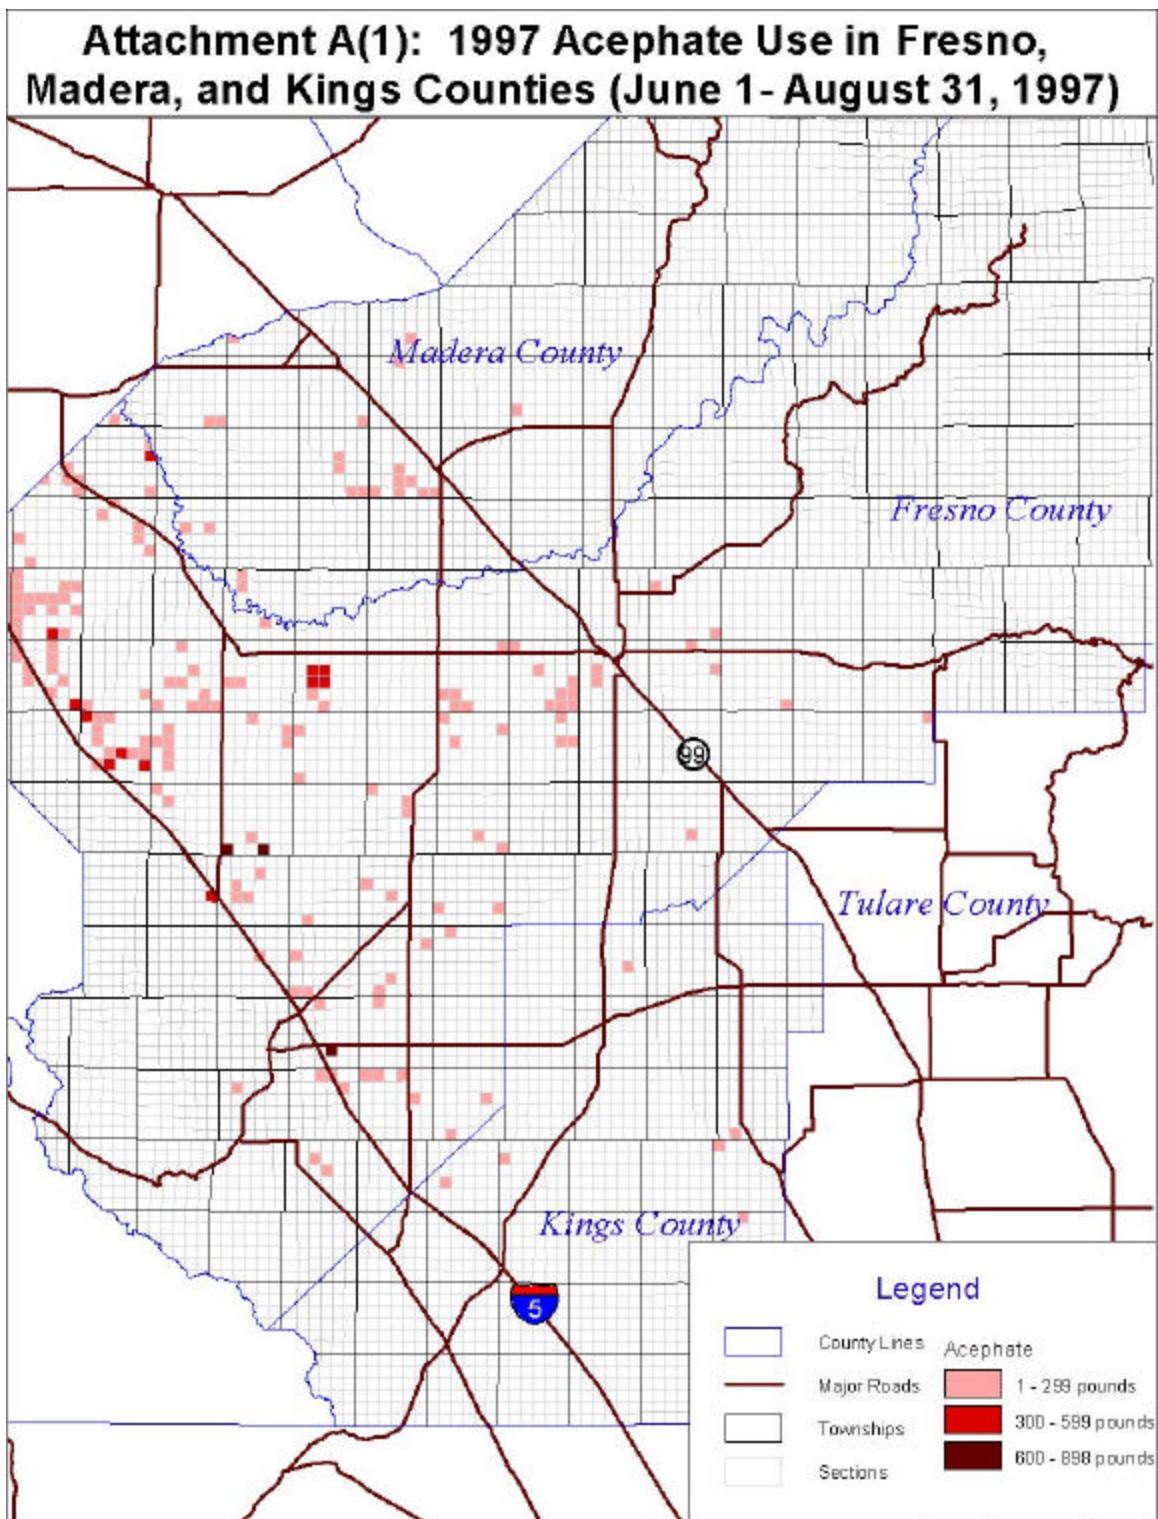 Attachment A(1): 1997 Acephate Use in Fresno,
Madera, and Kings Counties (June 1- August 31, 1997)
Madera County
Fresno County
99
Tulare County
Kings County
5
Legend
County Lines
Major Roads
Townships
Sections
Acephate
1 - 299 pounds
300 - 599 pounds
600 - 898 pounds